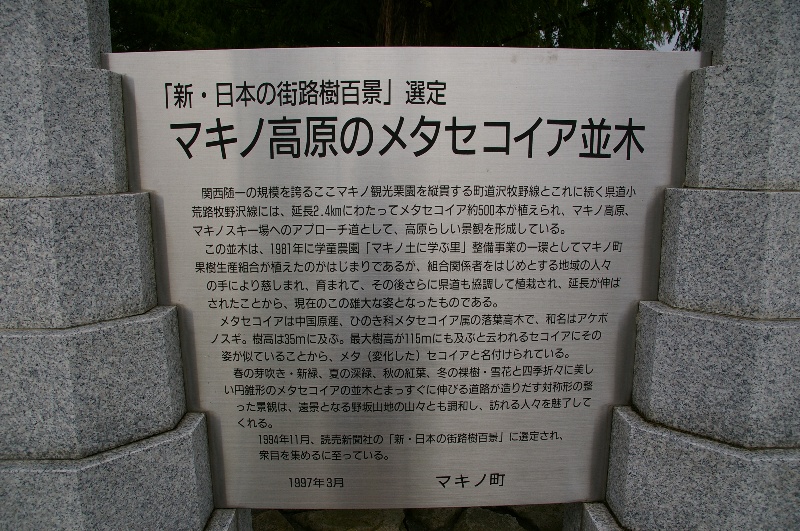 「新・日本の街路樹百景」選定
マキノ高原のメタセコイア並木
関西随一の規模を誇るここマキノ観光栗園を縦貫する町道沢牧野線とこれに続く県道小
荒路牧野沢線には、延長2.4kmにわたってメタセコイア約500本が植えられ、マキノ高原、
マキノスキー場へのアプローチ道として、高原らしい景観を形成している。
この並木は、1981年に学童農園「マキノ土に学ぶ里」整備事業の一環としてマキノ町
果樹生産組合が植えたのがはじまりであるが、組合関係者をはじめとする地域の人々
の手により慈しまれ、育まれて、その後さらに県道も協調して植栽され、延長が伸ば
されたことから、現在のこの雄大な姿となったものである。
メタセコイアは中国原産、ひのき科メタセコイア属の落葉高木で、和名はアケボ
ノスギ。樹高は35mに及ぶ。最大樹高が115mにも及ぶと云われるセコイアにその
姿が似ていることから、メタ（変化した）セコイアと名付けられている。
春の芽吹き・新緑、夏の深緑、秋の紅葉、冬の裸樹・雪花と四季折々に美し
い円錐形のメタセコイアの並木とまっすぐに伸びる道路が造りだす対称形の整
った景観は、遠景となる野坂山地の山々とも調和し、訪れる人々を魅了して
くれる。
1994年11月、読売新聞社の「新・日本の街路樹百景」に選定され、
衆目を集めるに至っている。
1997年3月 マキノ町